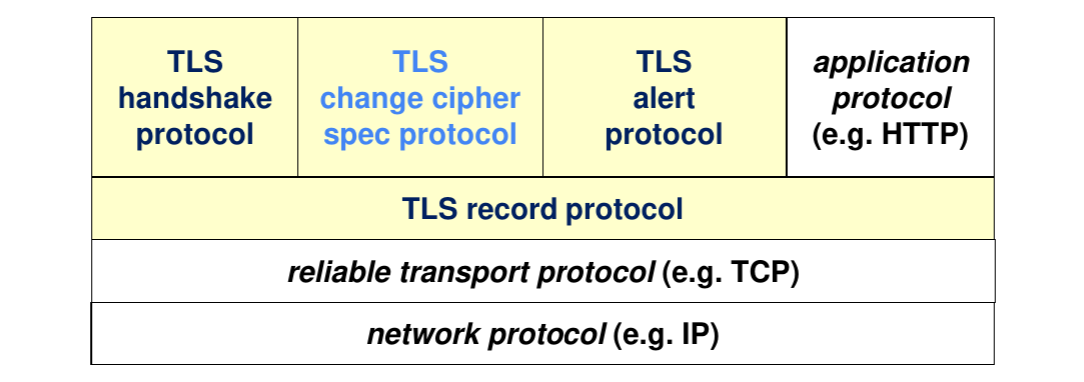 TLS
handshake
protocol
TLS
change cipher
spec protocol
TLS
alert
protocol
application
protocol
(e.g. HTTP)
TLS record protocol
reliable transport protocol (e.g. TCP)
network protocol (e.g. IP)